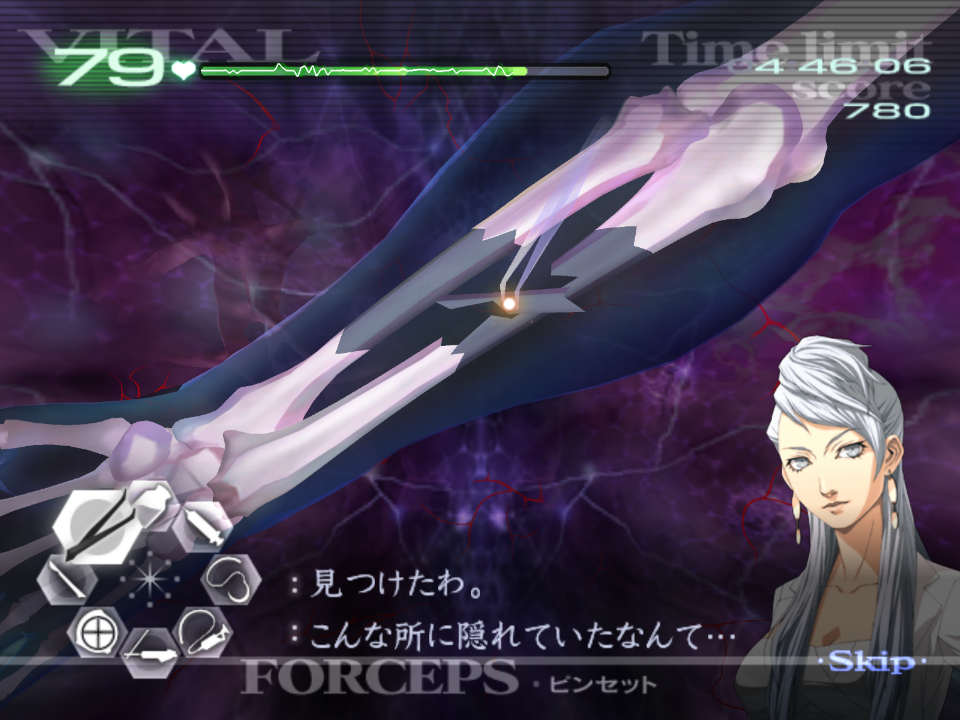 VITAL
79
Time limit
4 46 06
score
780
：見つけたわ。
：こんな所に隠れていたなんて…
·Skip·
FORCEPS ·ピンセット